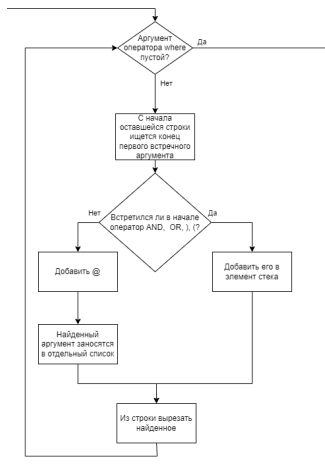 Аргумент
оператора where
пустой?
Да
Нет
С начала
оставшейся строки
ищется конец
первого встречного
аргумента
Встретился ли в начале
оператор AND, OR, ), (?
Нет
Да
Добавить @
Добавить его в
элемент стека
Найденный
аргумент заносятся
в отдельный список
Из строки вырезать
найденное